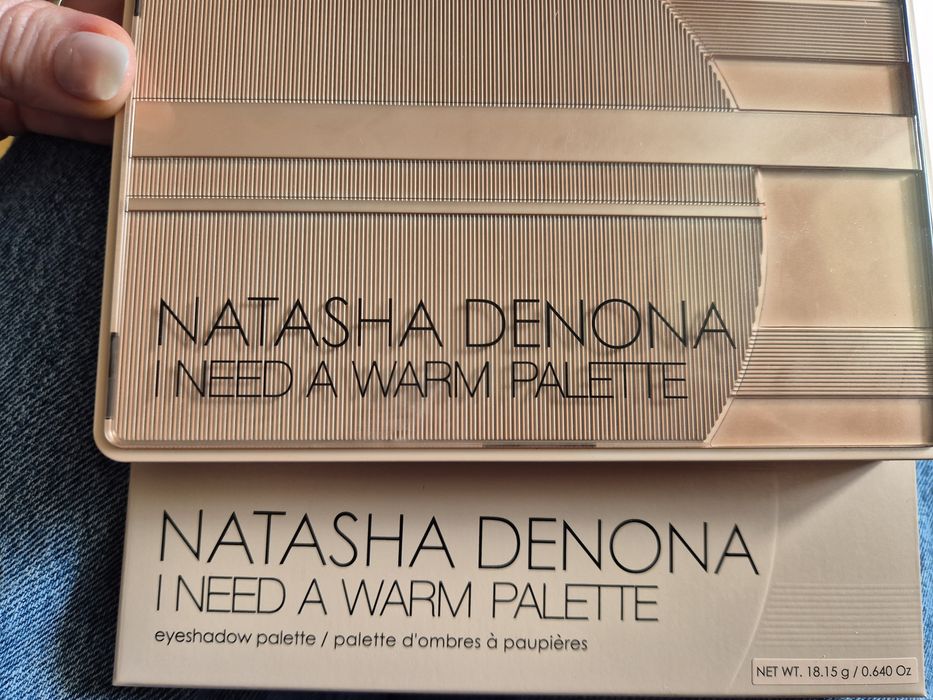 NATASHA DENONA
I NEED A WARM PALETTE
NATASHA DENONA
I NEED A WARM PALETTE
eyeshadow palette / palette d'ombres à paupières
NET WT. 18.15 g / 0.640 Oz